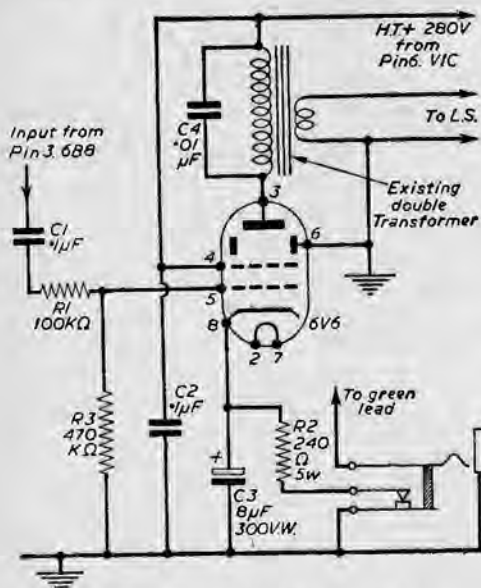 H.T.+ 280V
from
Pin6. VIC
To L.S.
Input from
Pin 3. 6B8
C4
·01
μF
C1
·1μF
3
Existing
double
Transformer
6
4
5
8
6V6
2 7
R1
100KΩ
To green
lead
R3
470
KΩ
C2
·1μF
R2
240
Ω
5w
+
C3
8μF
300V.W.